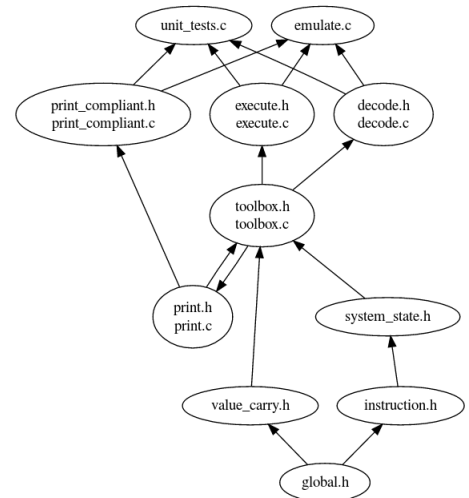 unit_tests.c
emulate.c
print_compliant.h
print_compliant.c
execute.h
execute.c
decode.h
decode.c
toolbox.h
toolbox.c
print.h
print.c
system_state.h
value_carry.h
instruction.h
global.h